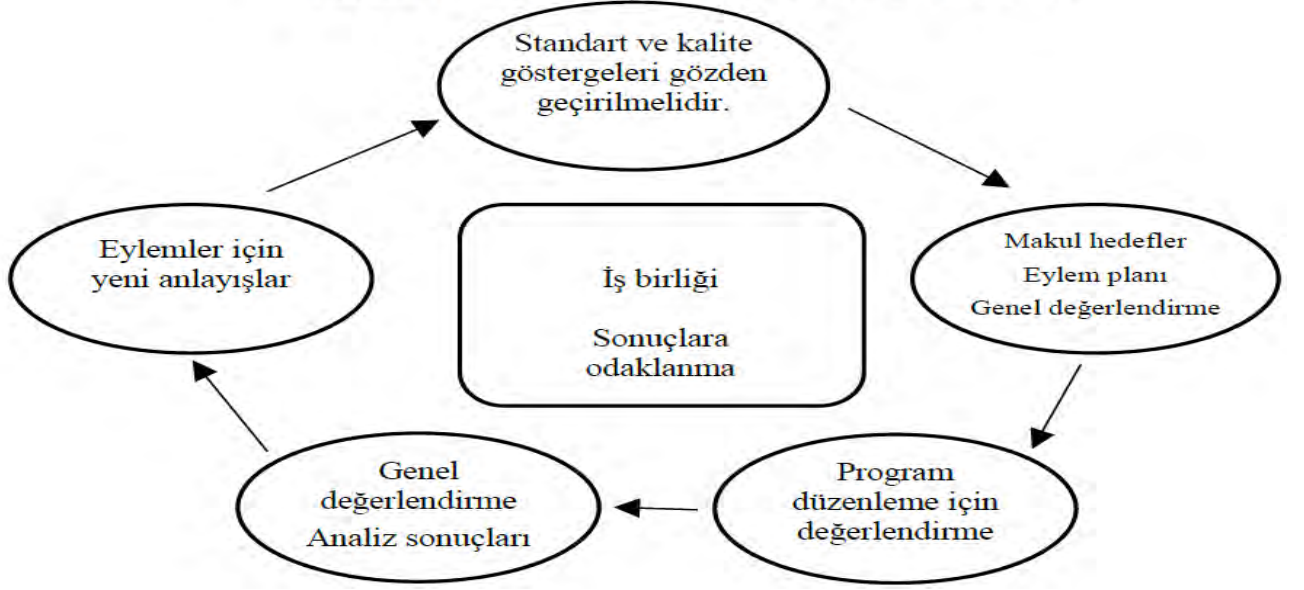 Standart ve kalite
göstergeleri gözden
geçirilmelidir.
Eylemler için
yeni anlayışlar
İş birliği
Sonuçlara
odaklanma
Makul hedefler
Eylem planı
Genel değerlendirme
Genel
değerlendirme
Analiz sonuçları
Program
düzenleme için
değerlendirme